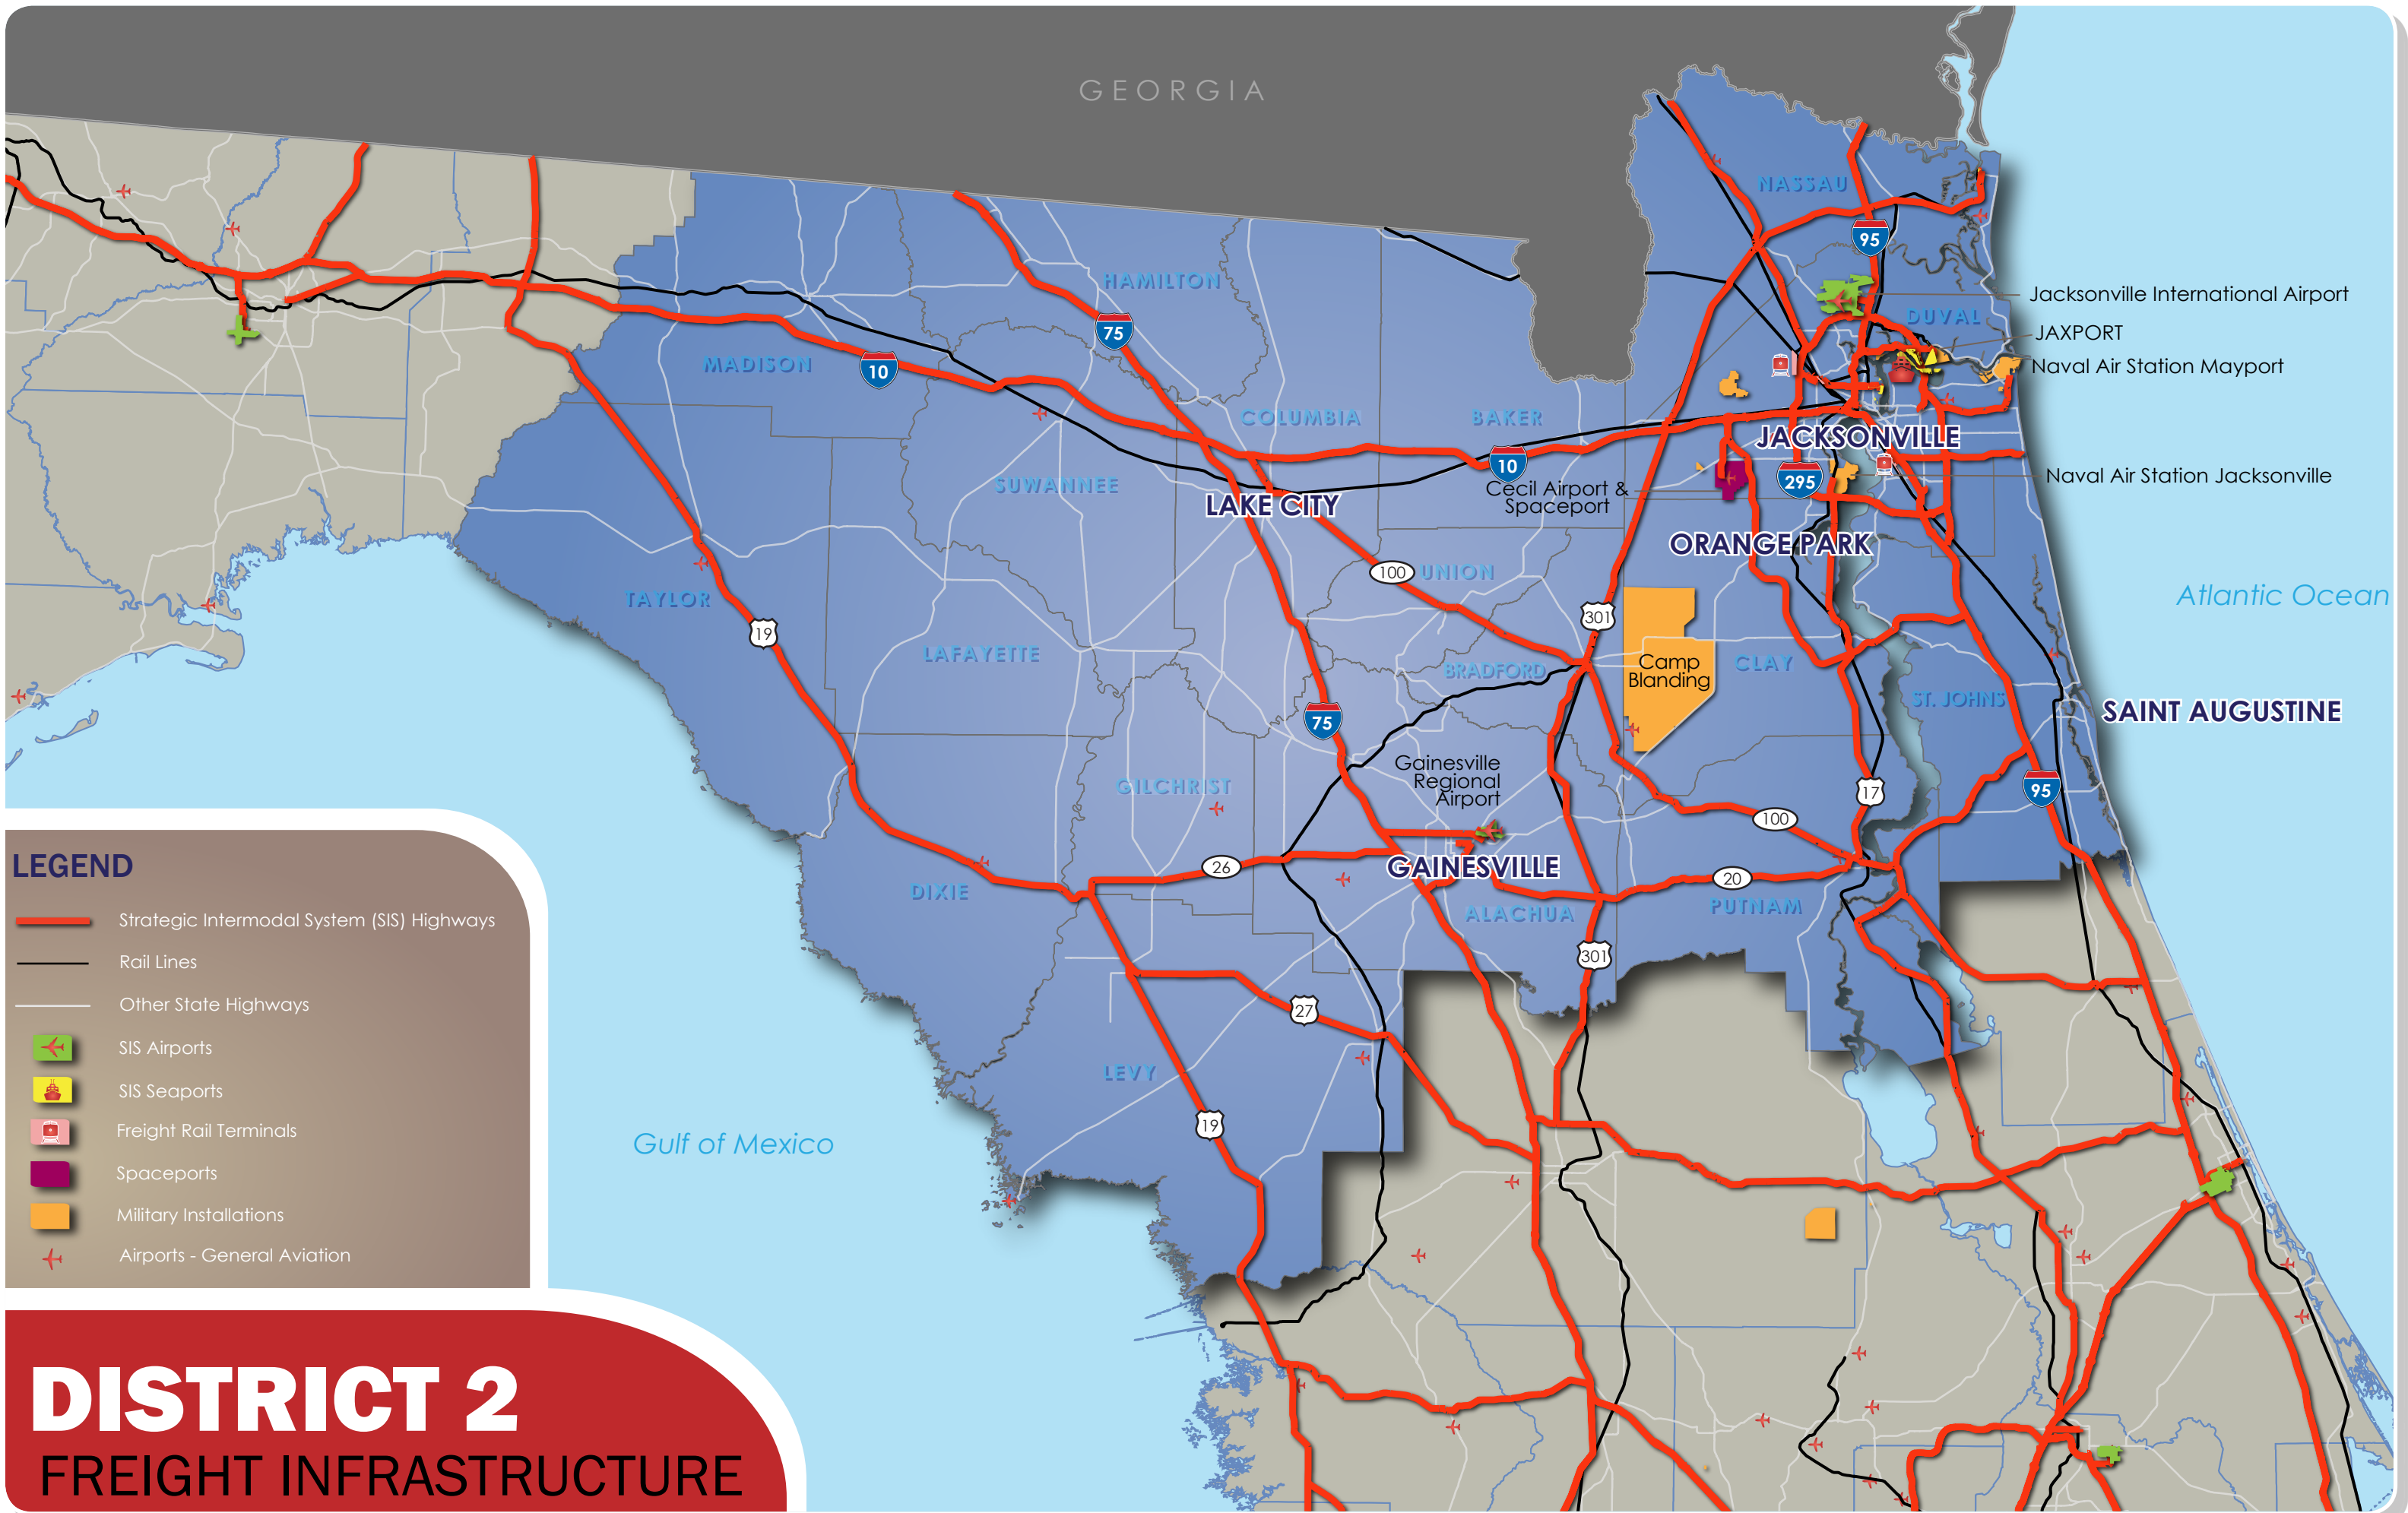 GEORGIA
NASSAU
95
HAMILTON
Jacksonville International Airport
DUVAL
75
JAXPORT
MADISON
10
Naval Air Station Mayport
COLUMBIA
BAKER
JACKSONVILLE
10
SUWANNEE
295
Naval Air Station Jacksonville
Cecil Airport &
Spaceport
LAKE CITY
ORANGE PARK
100
UNION
TAYLOR
Atlantic Ocean
301
19
LAFAYETTE
BRADFORD
Camp
Blanding
CLAY
ST. JOHNS
SAINT AUGUSTINE
75
Gainesville
Regional
Airport
GILCHRIST
17
95
100
26
GAINESVILLE
DIXIE
20
ALACHUA
PUTNAM
301
27
LEVY
19
Gulf of Mexico
LEGEND
Strategic Intermodal System (SIS) Highways
Rail Lines
Other State Highways
SIS Airports
SIS Seaports
Freight Rail Terminals
Spaceports
Military Installations
Airports - General Aviation
DISTRICT 2
FREIGHT INFRASTRUCTURE